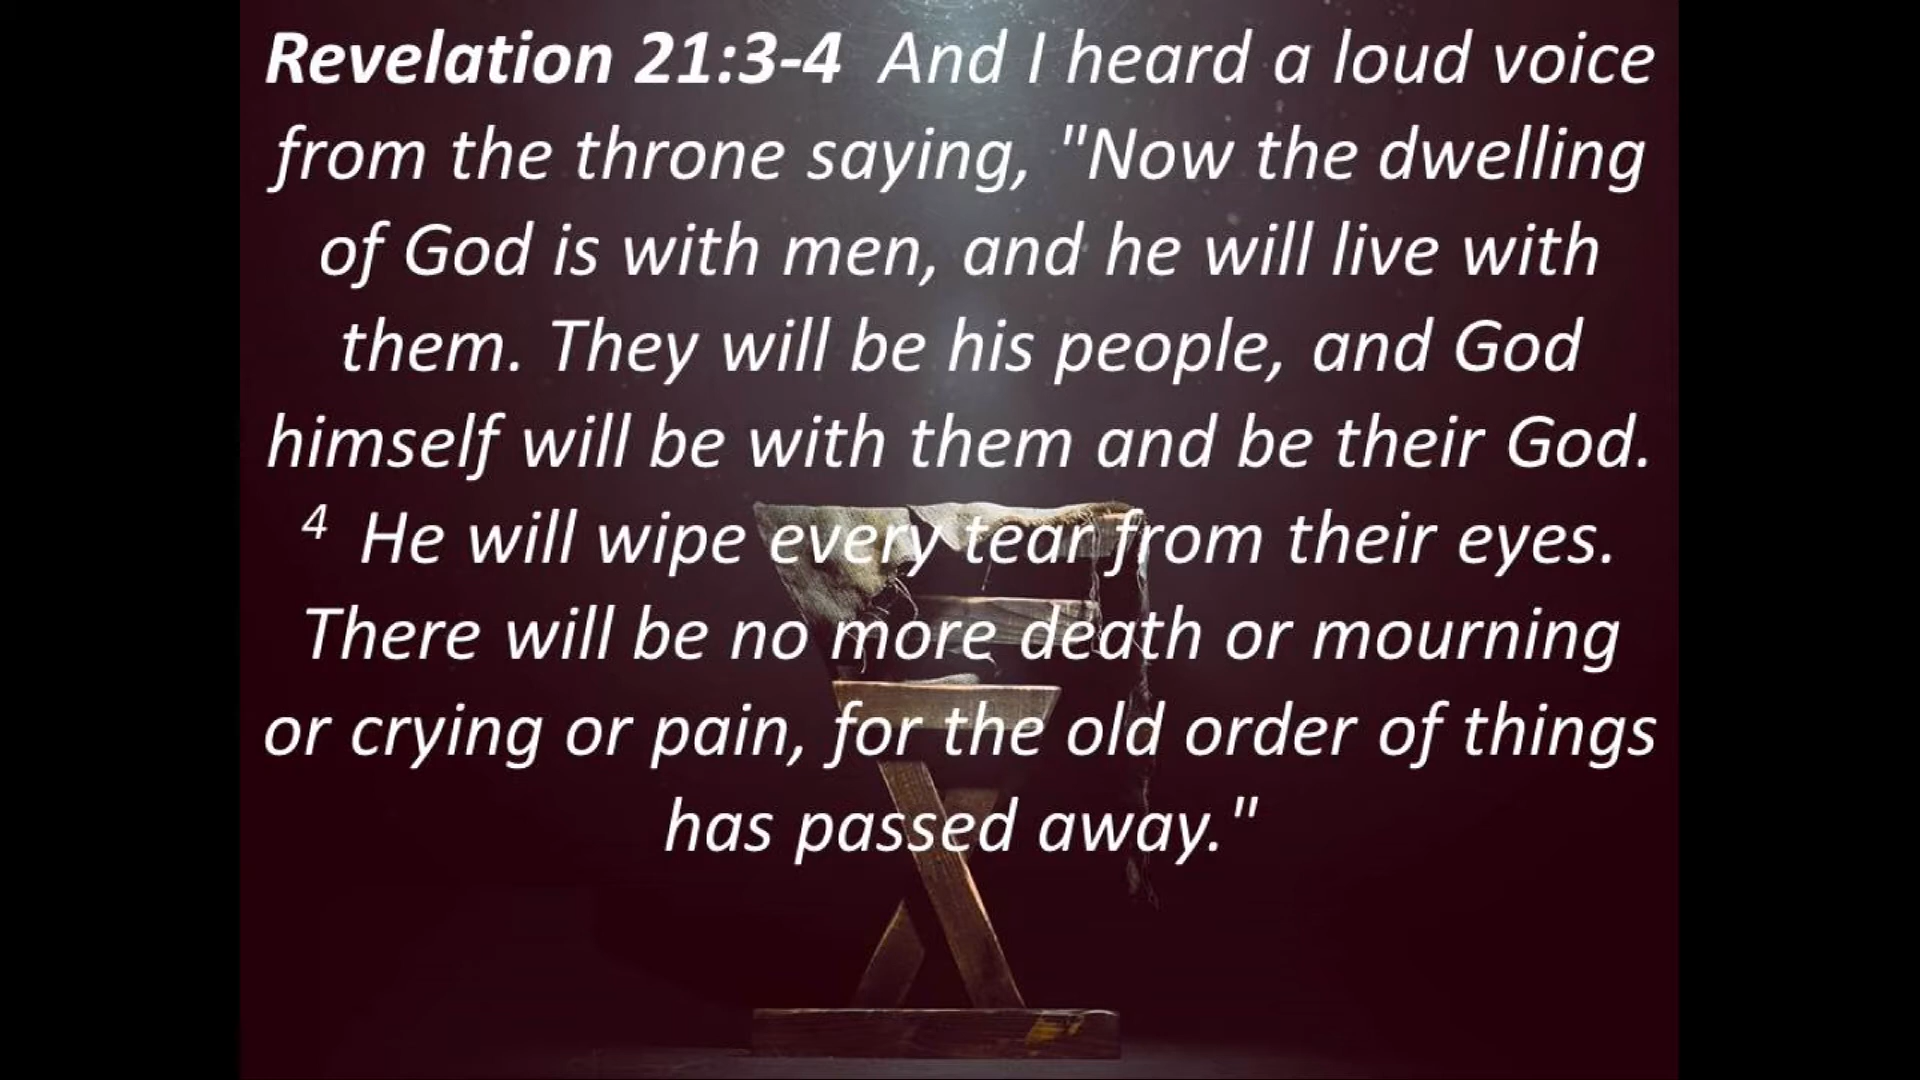 Revelation 21:3-4 And I heard a loud voice
from the throne saying, "Now the dwelling
of God is with men, and he will live with
them. They will be his people, and God
himself will be with them and be their God.
4 He will wipe every tear from their eyes.
There will be no more death or mourning
or crying or pain, for the old order of things
has passed away."